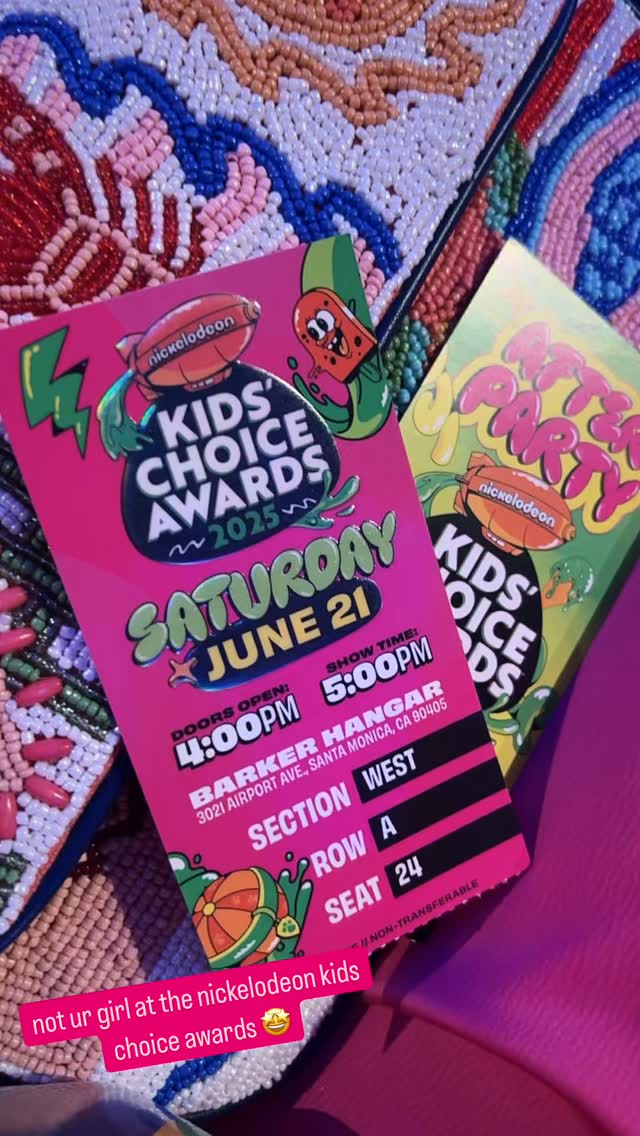 nickelodeon
KIDS'
CHOICE
AWARDS
2025
SATURDAY
JUNE 21
DOORS OPEN:
4:00PM
SHOW TIME:
5:00PM
BARKER HANGAR
3021 AIRPORT AVE., SANTA MONICA, CA 90405
SECTION WEST
ROW A
SEAT 24
// NON-TRANSFERABLE
AFTER
PARTY
nickelodeon
KIDS'
not ur girl at the nickelodeon kids
choice awards 🤩